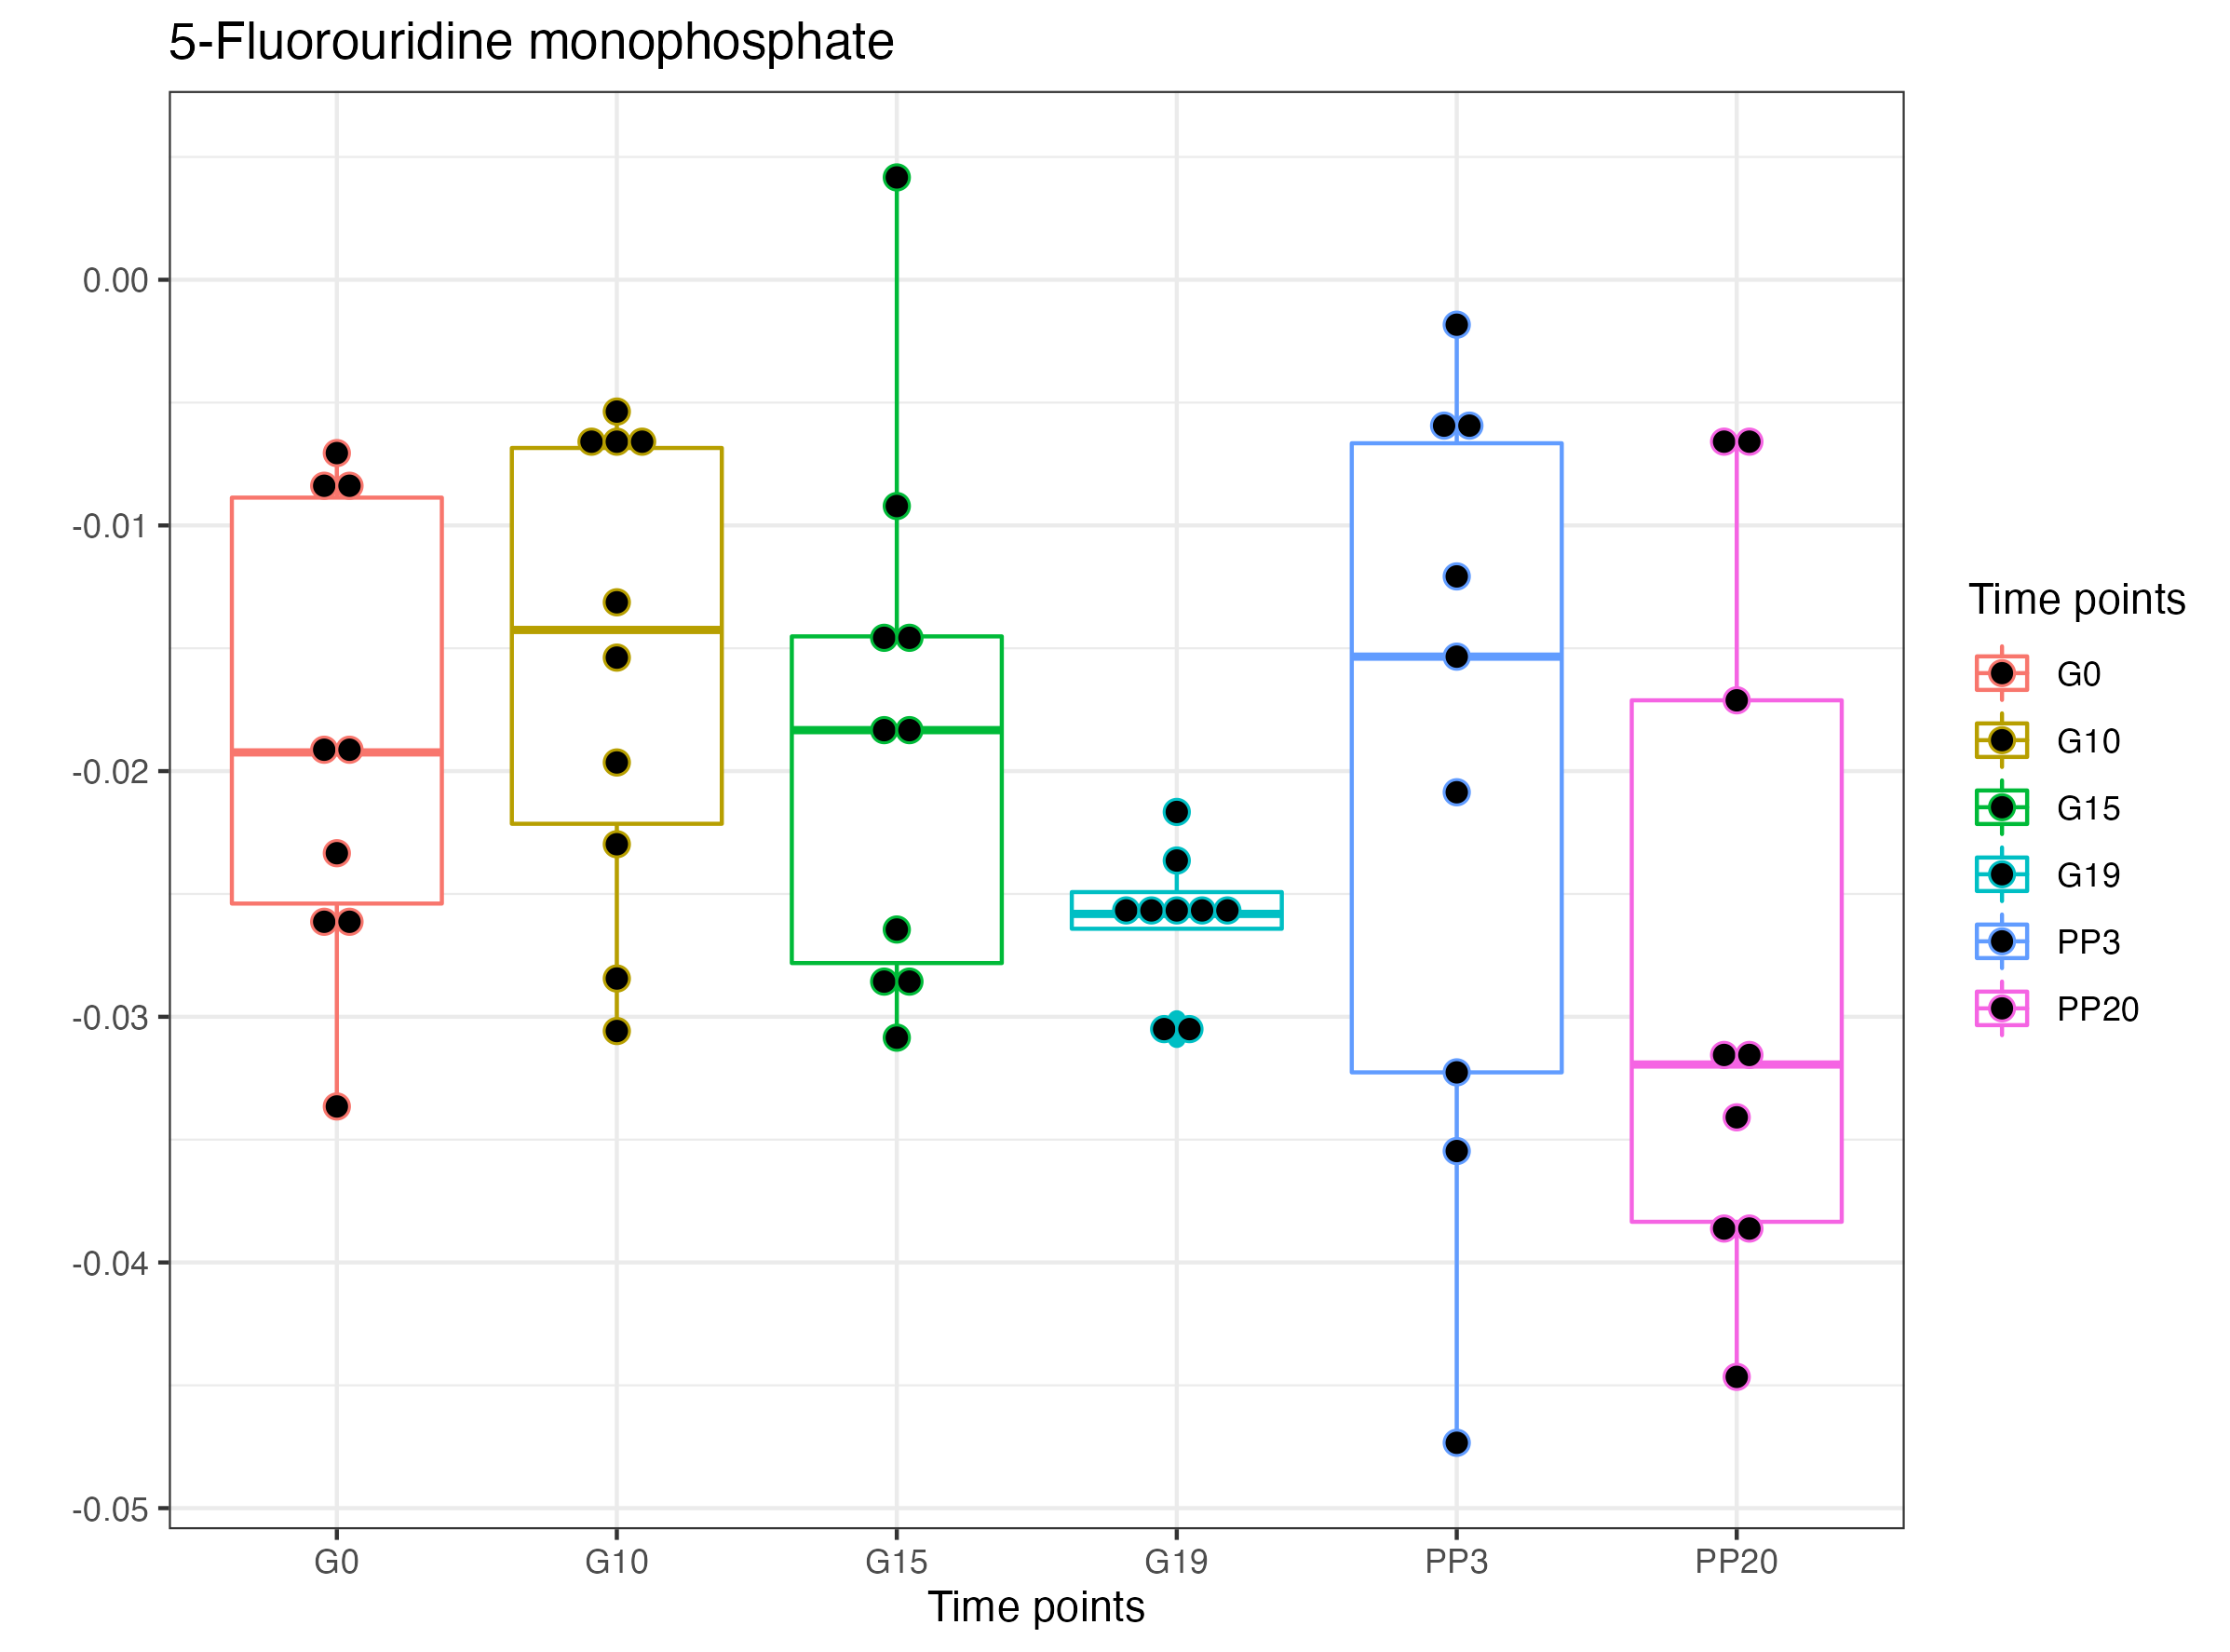 5-Fluorouridine monophosphate
0.00
-0.01
-0.02
-0.03
-0.04
-0.05
G0 G10 G15 G19 PP3 PP20
Time points
Time points
G0
G10
G15
G19
PP3
PP20